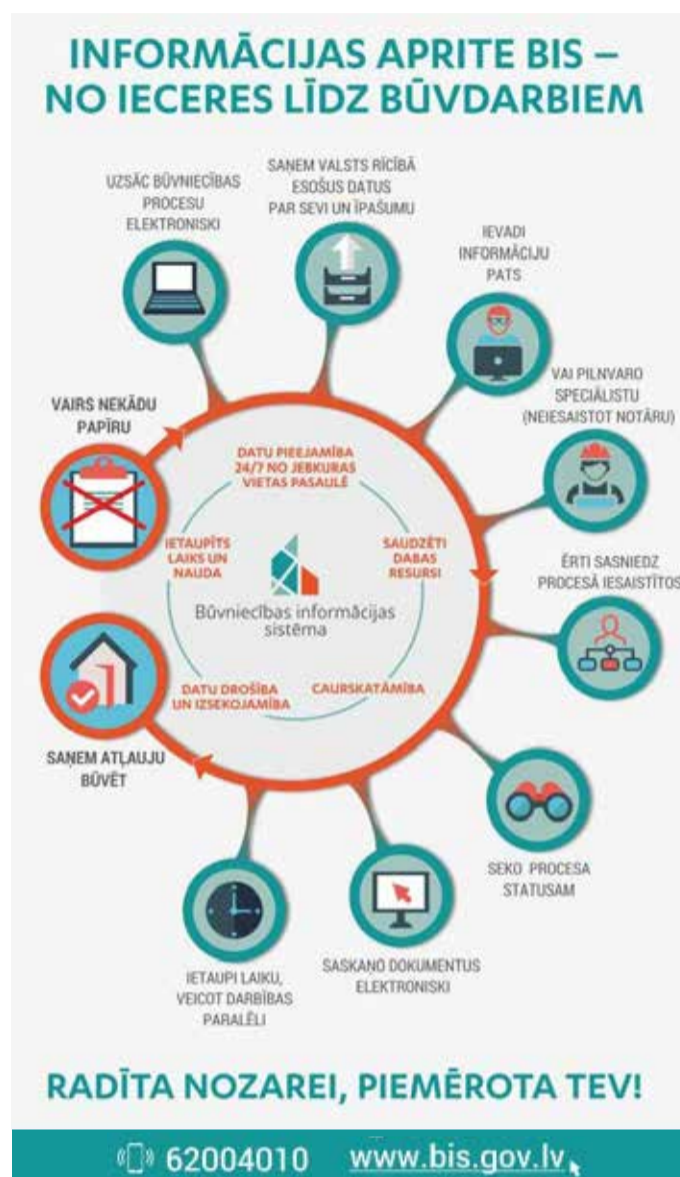 INFORMĀCIJAS APRITE BIS –
NO IECERES LĪDZ BŪVDARBIEM
UZSĀC BŪVNIECĪBAS
PROCESU
ELEKTRONISKI
SAŅEM VALSTS RĪCĪBĀ
ESOŠUS DATUS
PAR SEVI UN ĪPAŠUMU
IEVADI
INFORMĀCIJU
PATS
VAI PILNVARO
SPECIĀLISTU
(NEIESAISTOT NOTĀRU)
ĒRTI SASNIEDZ
PROCESĀ IESAISTĪTOS
SEKO PROCESA
STATUSAM
SASKAŅO DOKUMENTUS
ELEKTRONISKI
IETAUPI LAIKU,
VEICOT DARBĪBAS
PARALĒLI
SAŅEM ATĻAUJU
BŪVĒT
VAIRS NEKĀDU
PAPĪRU
DATU PIEEJAMĪBA
24/7 NO JEBKURAS
VIETAS PASAULĒ
SAUDZĒTI
DABAS
RESURSI
CAURSKATĀMĪBA
DATU DROŠĪBA
UN IZSEKOJAMĪBA
IETAUPĪTS
LAIKS UN
NAUDA
Būvniecības informācijas
sistēma
RADĪTA NOZAREI, PIEMĒROTA TEV!
62004010 www.bis.gov.lv